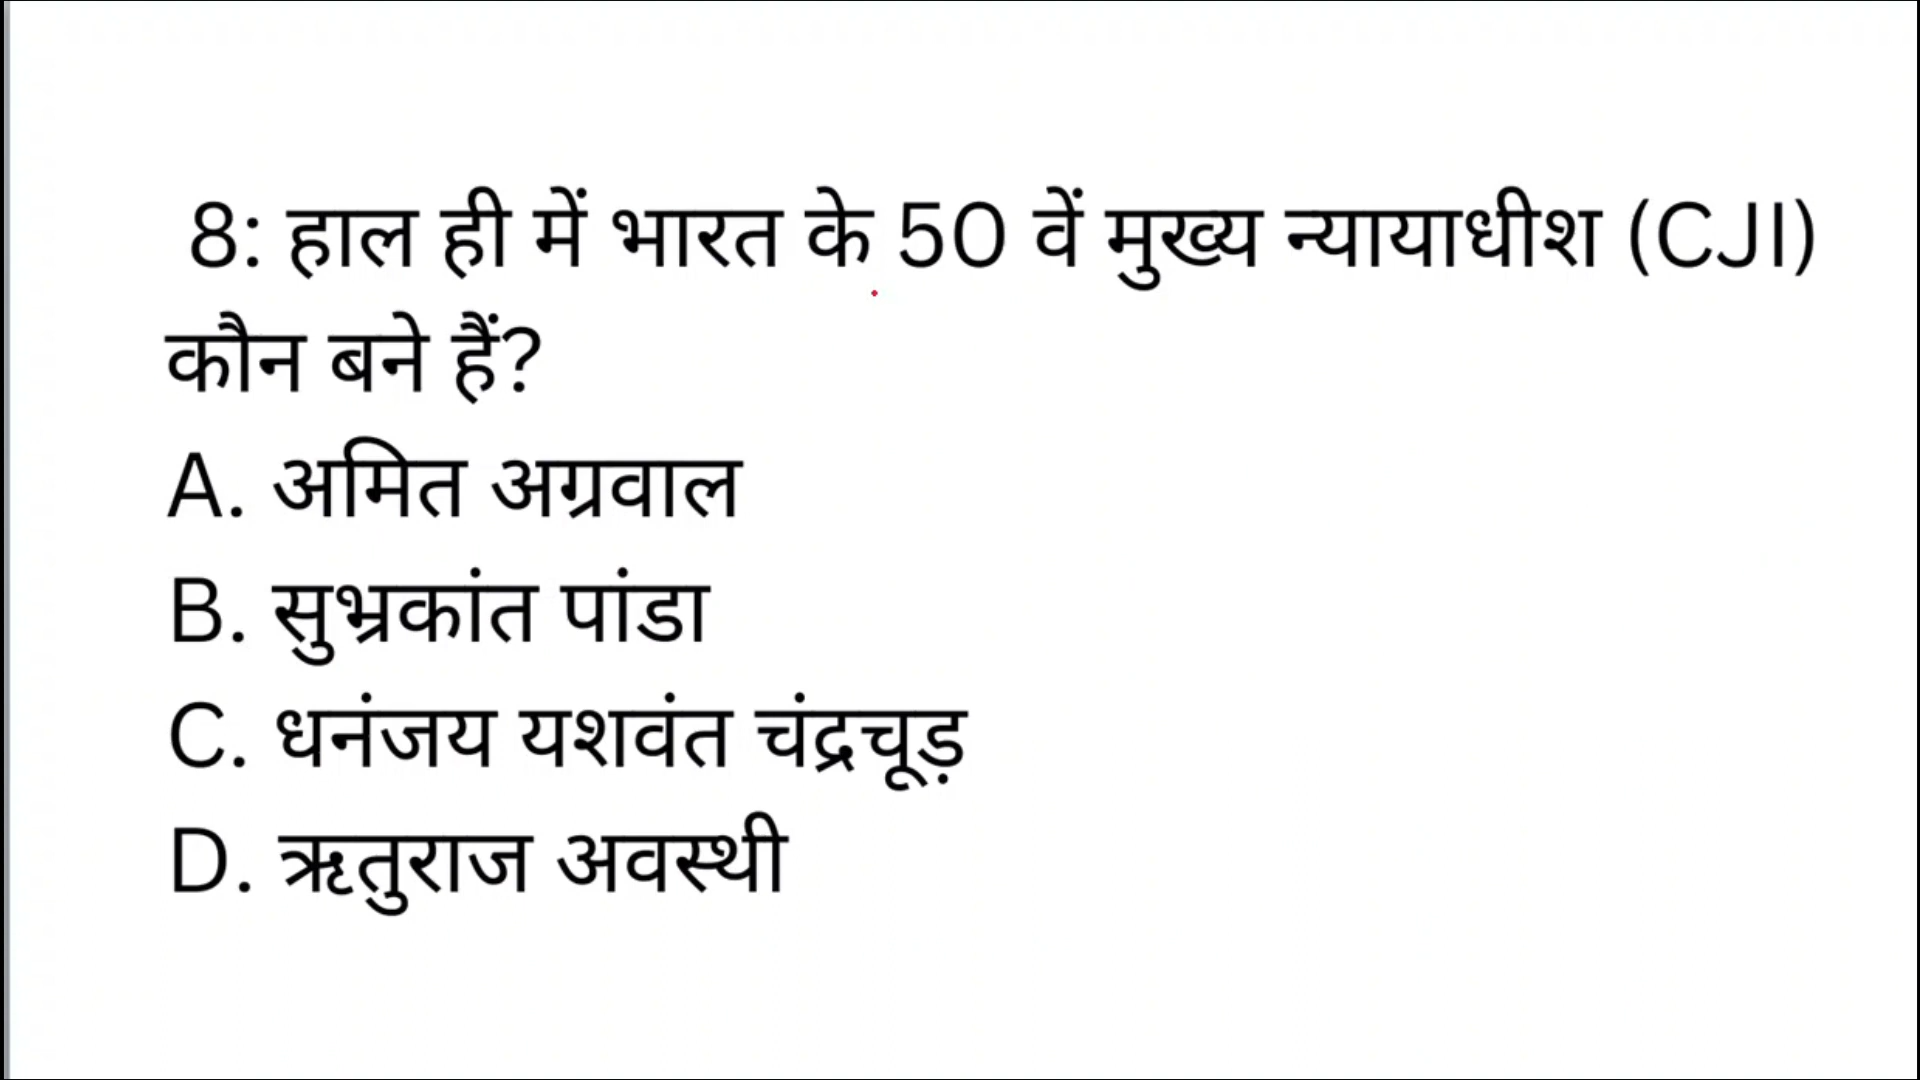 8: हाल ही में भारत के 50 वें मुख्य न्यायाधीश (CJI)
कौन बने हैं?
A. अमित अग्रवाल
B. सुभ्रकांत पांडा
C. धनंजय यशवंत चंद्रचूड़
D. ऋतुराज अवस्थी